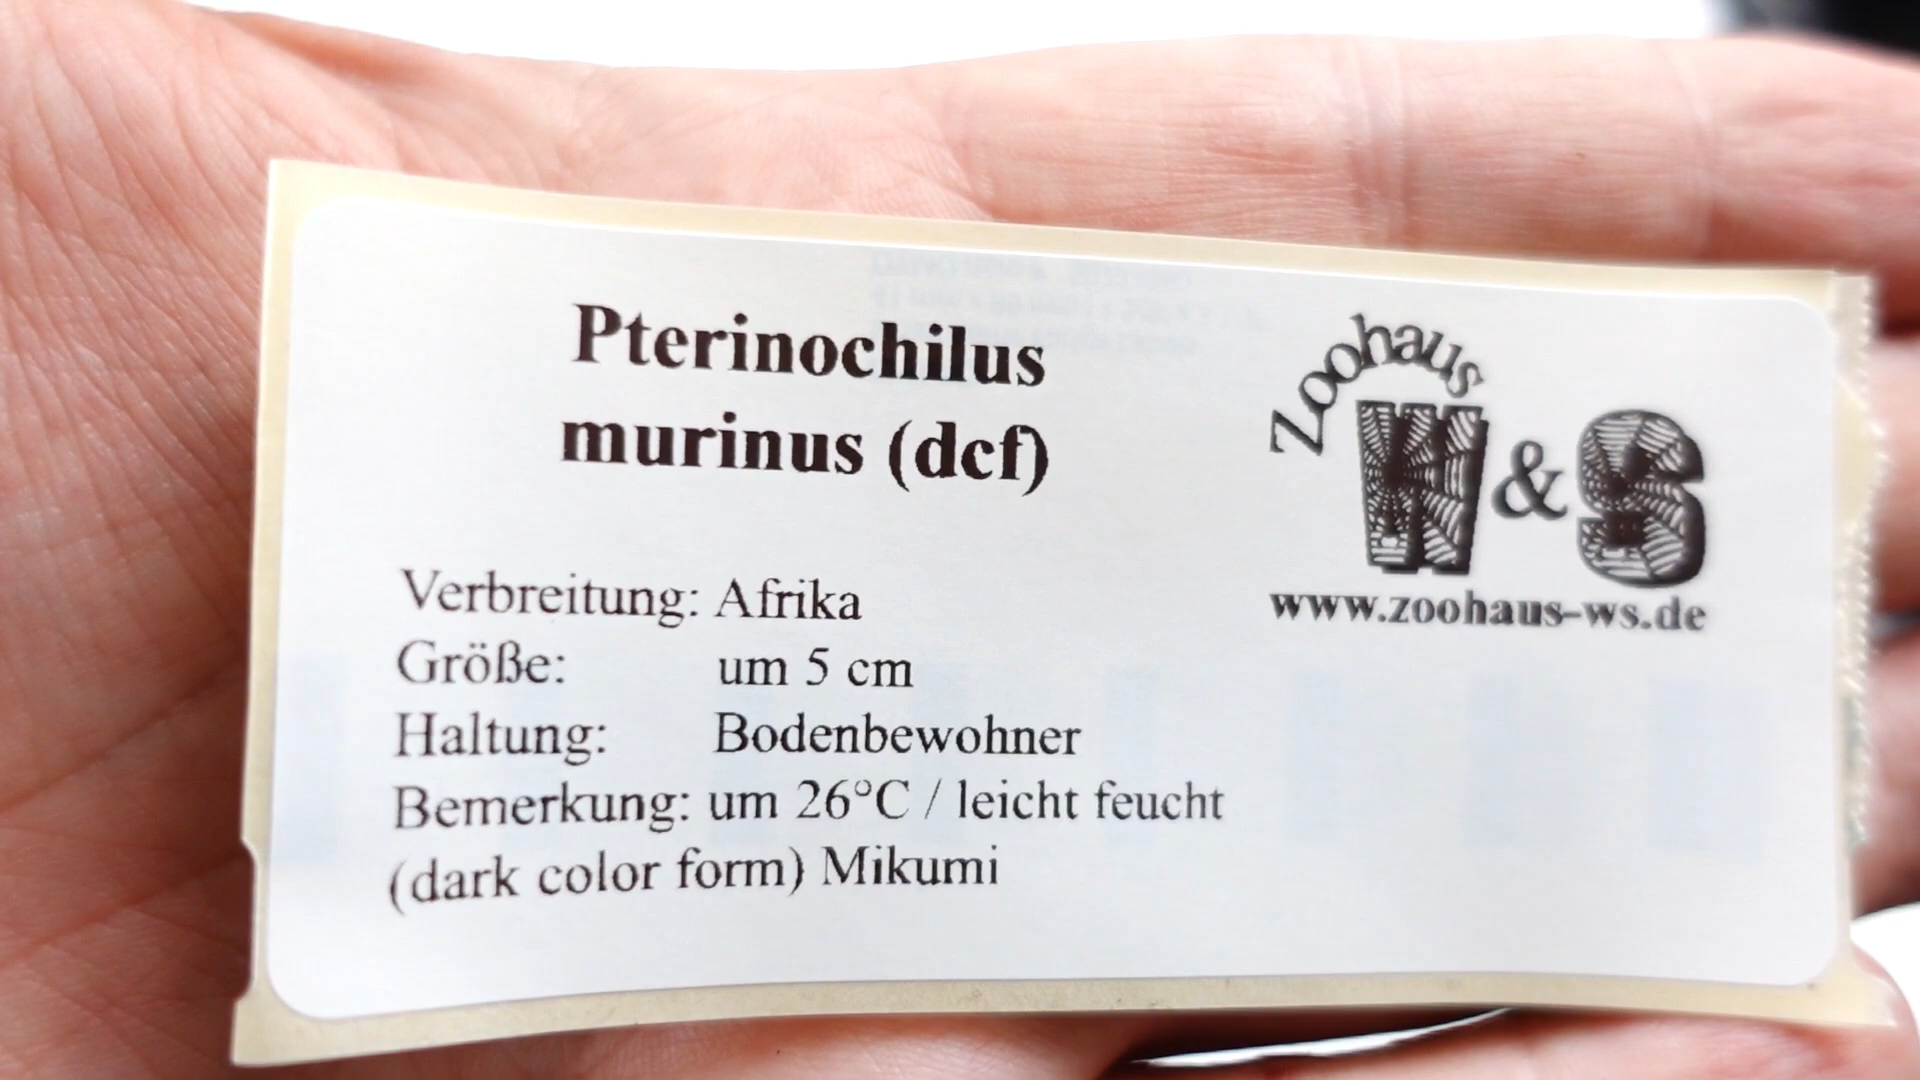 Pterinochilus
murinus (dcf)
Zoohaus
W & S
www.zoohaus-ws.de
Verbreitung: Afrika
Größe: um 5 cm
Haltung: Bodenbewohner
Bemerkung: um 26°C / leicht feucht
(dark color form) Mikumi